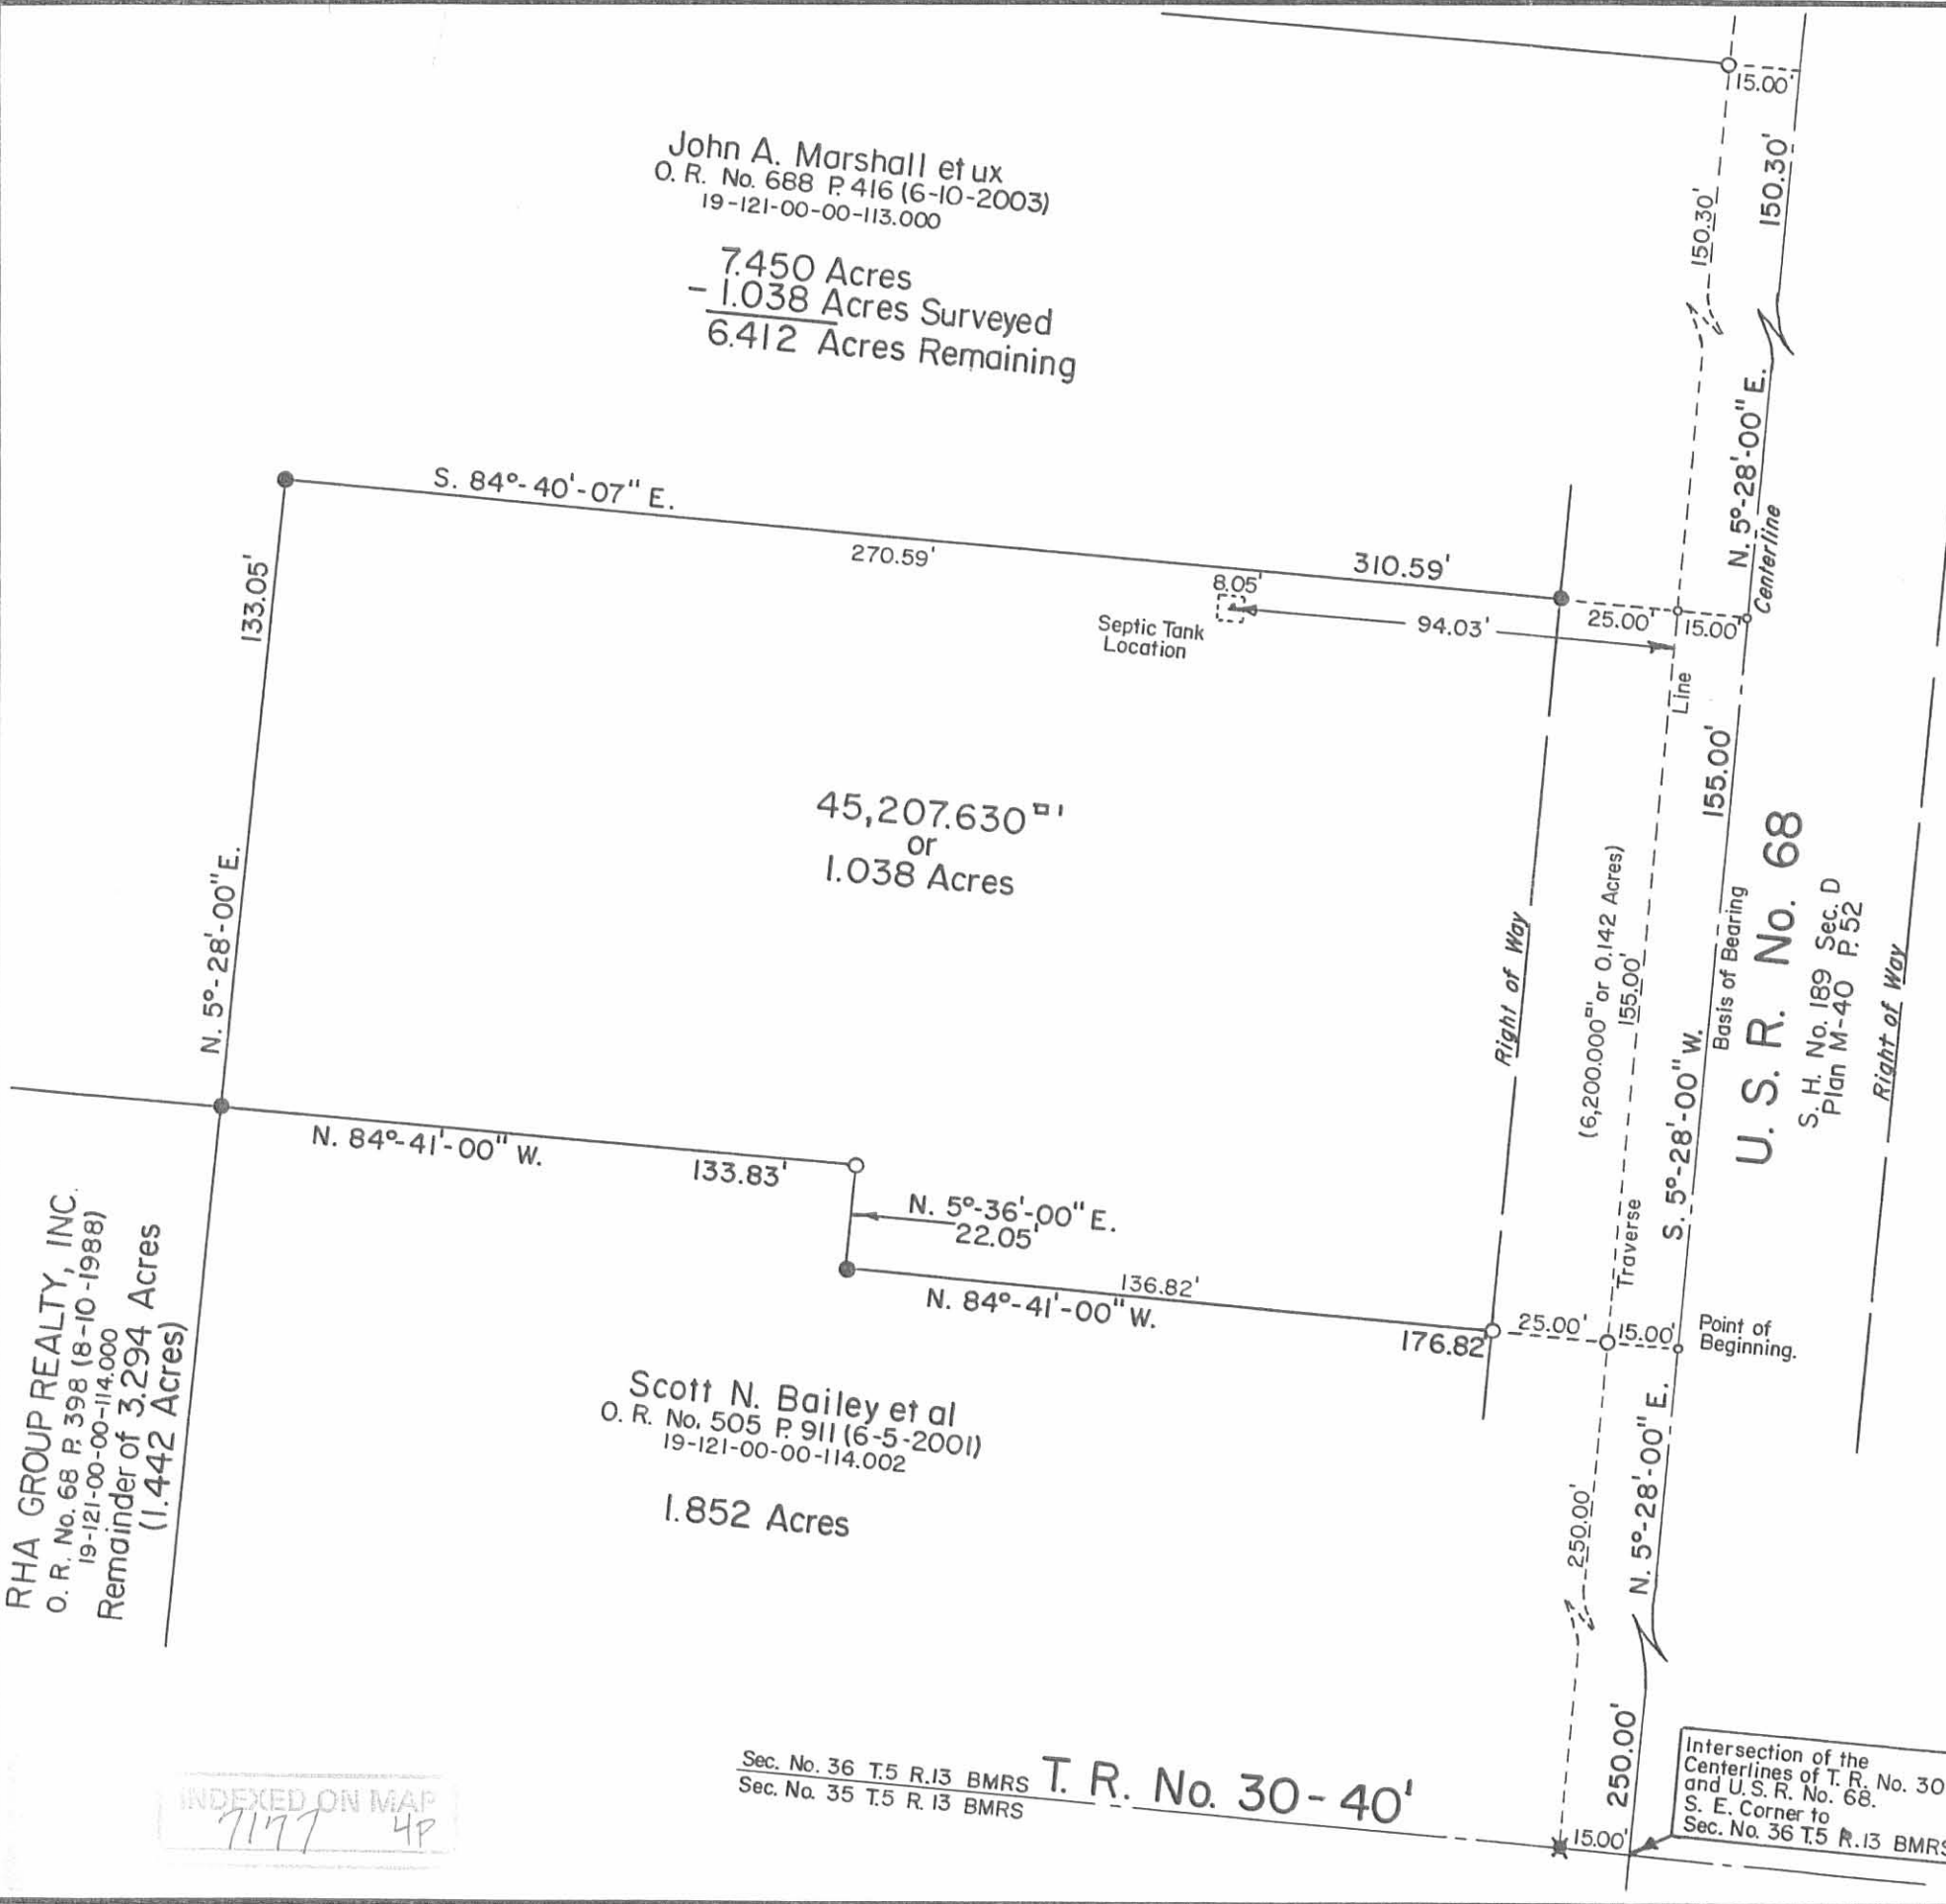 15.00'
150.30'
150.30'
John A. Marshall et ux
O. R. No. 688 P. 416 (6-10-2003)
19-121-00-00-113.000
7.450 Acres
- 1.038 Acres Surveyed
6.412 Acres Remaining
N. 5°-28'-00" E.
Centerline
S. 84°-40'-07" E.
270.59'
310.59'
8.05'
Septic Tank
Location
94.03'
25.00'
15.00'
133.05'
N. 5°-28'-00" E.
45,207.630□'
or
1.038 Acres
Right of Way
(6,200.000□' or 0.142 Acres)
Traverse
155.00'
Line
S. 5°-28'-00" W.
155.00'
Basis of Bearing
U. S. R. No. 68
S. H. No. 189 Sec. D
Plan M-40 P. 52
Right of Way
N. 84°-41'-00" W.
133.83'
N. 5°-36'-00" E.
22.05'
136.82'
N. 84°-41'-00" W.
176.82'
25.00'
15.00'
Point of
Beginning.
RHA GROUP REALTY, INC.
O. R. No. 68 P. 398 (8-10-1988)
19-121-00-00-114.000
Remainder of 3.294 Acres
(1.442 Acres)
Scott N. Bailey et al
O. R. No. 505 P. 911 (6-5-2001)
19-121-00-00-114.002
1.852 Acres
250.00'
N. 5°-28'-00" E.
250.00'
Sec. No. 36 T.5 R.13 BMRS
Sec. No. 35 T.5 R. 13 BMRS
T. R. No. 30-40'
15.00'
Intersection of the
Centerlines of T. R. No. 30
and U. S. R. No. 68.
S. E. Corner to
Sec. No. 36 T.5 R.13 BMRS
INDEXED ON MAP
7177 4P